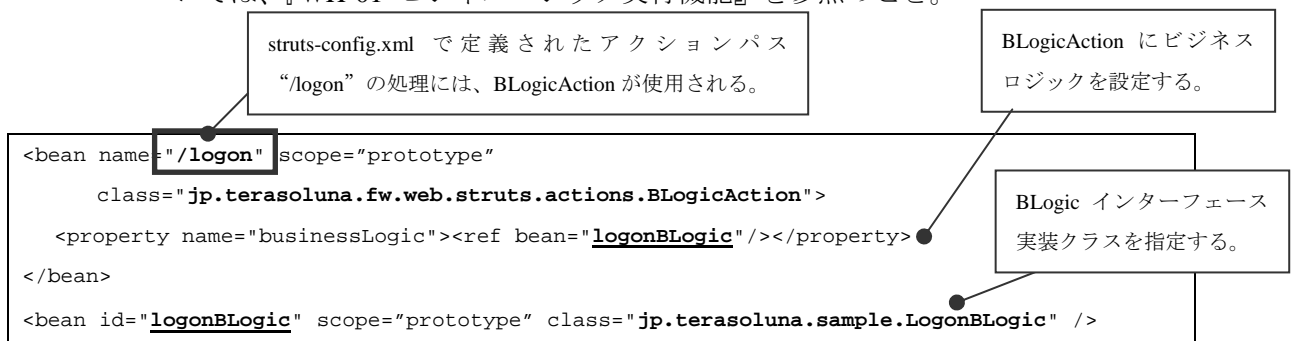 struts-config.xml で定義されたアクションパス
“/logon”の処理には、BLogicAction が使用される。
BLogicAction にビジネス
ロジックを設定する。
<bean name="/logon" scope=”prototype”
class="jp.terasoluna.fw.web.struts.actions.BLogicAction">
<property name="businessLogic"><ref bean="logonBLogic"/></property>
BLogic インターフェース
実装クラスを指定する。
</bean>
<bean id="logonBLogic" scope=”prototype” class="jp.terasoluna.sample.LogonBLogic" />